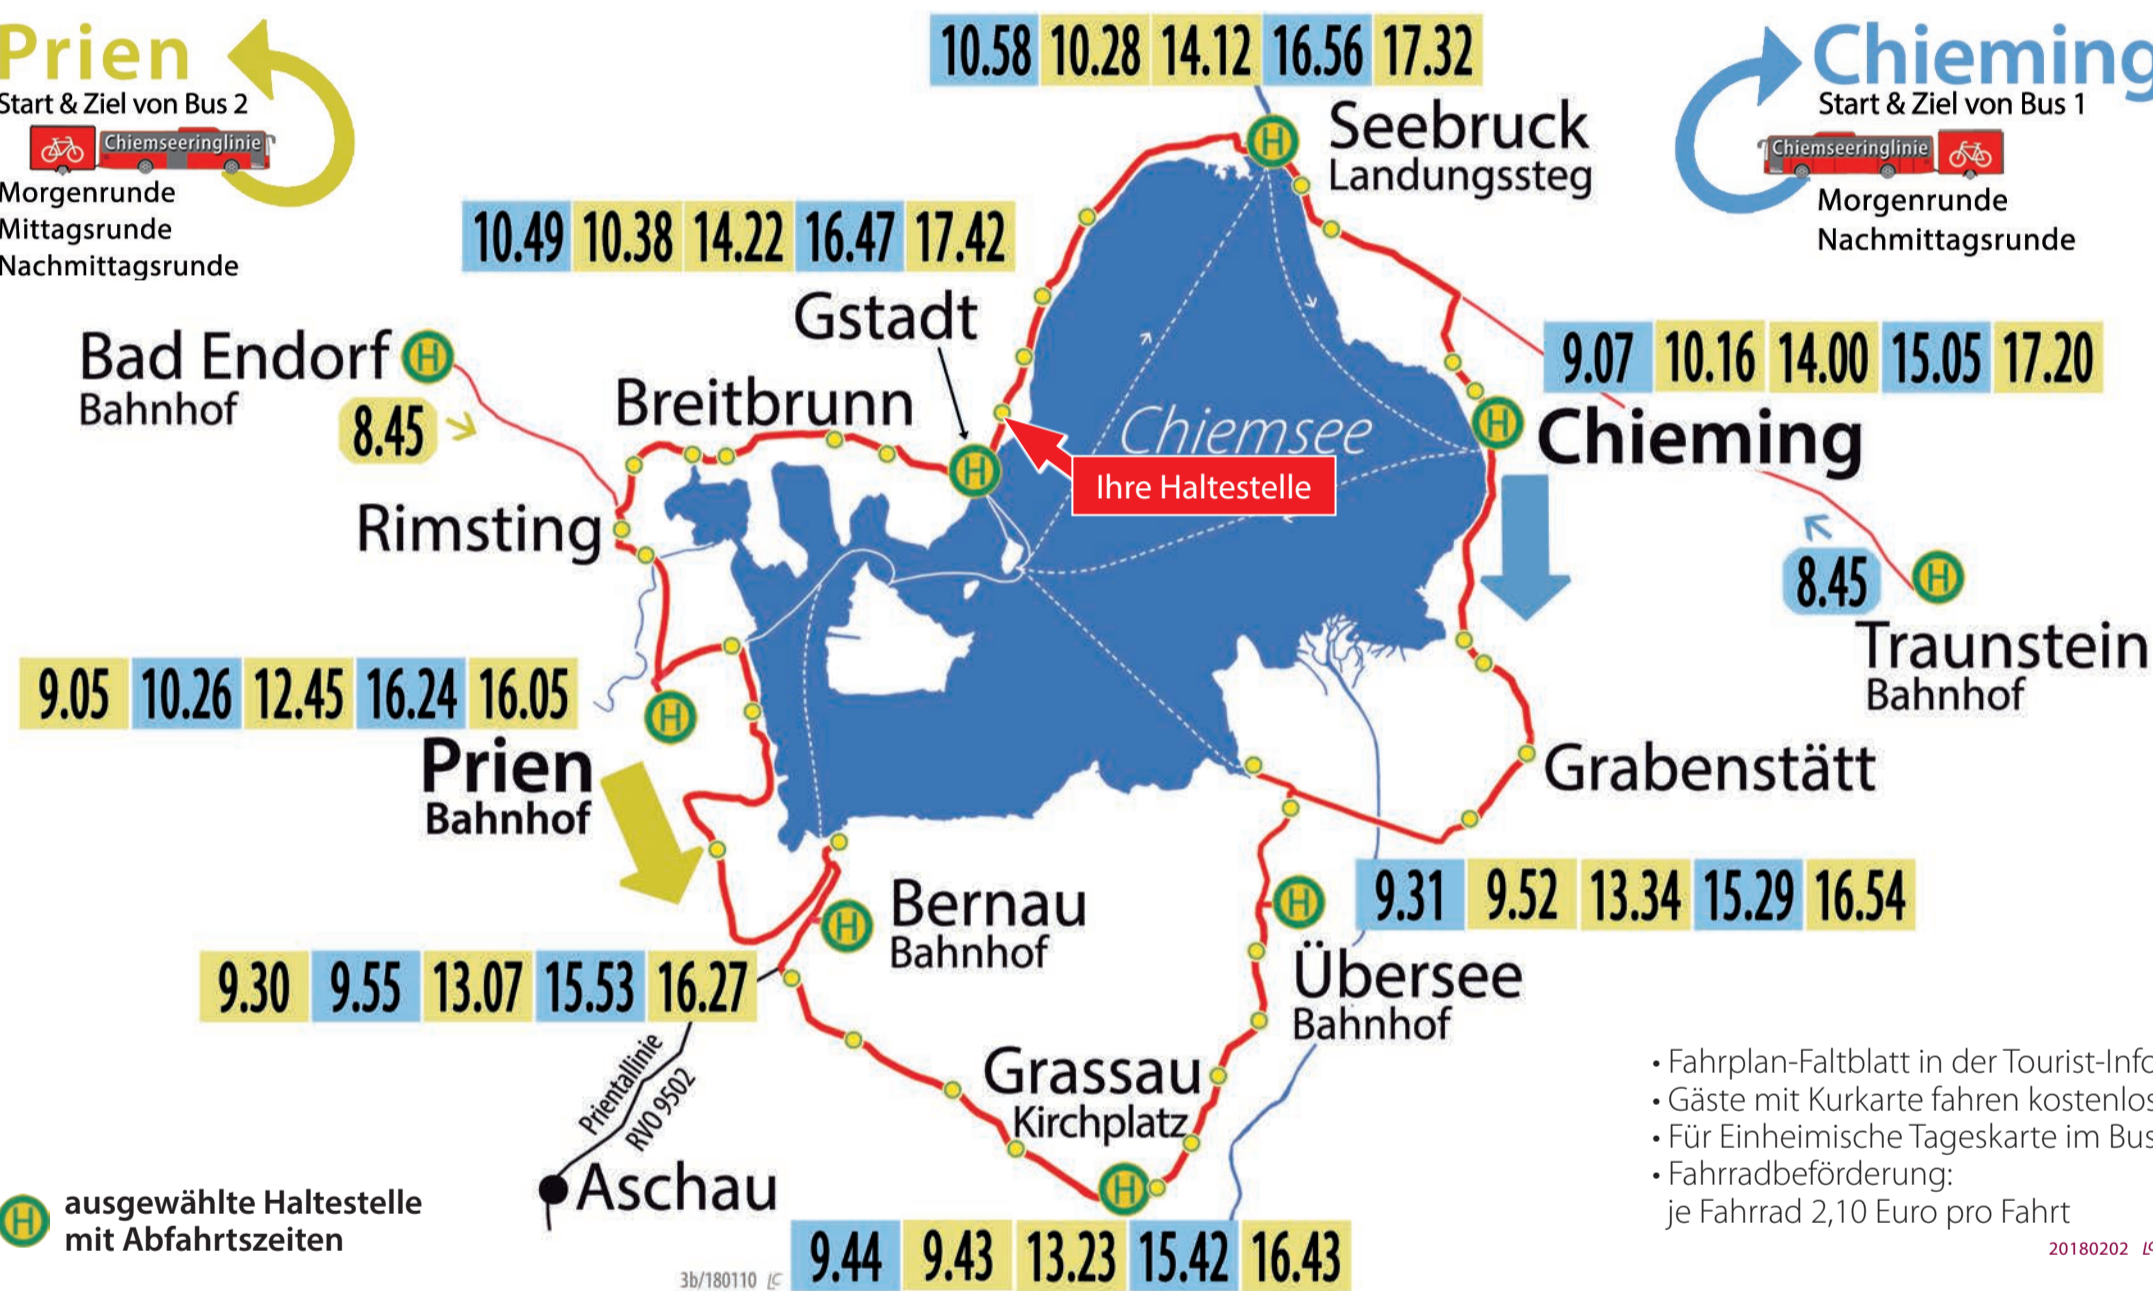 Prien
Start & Ziel von Bus 2
Chiemseeringlinie
Morgenrunde
Mittagsrunde
Nachmittagsrunde
10.58 10.28 14.12 16.56 17.32
Seebruck
Landungssteg
Chieming
Start & Ziel von Bus 1
Chiemseeringlinie
Morgenrunde
Nachmittagsrunde
10.49 10.38 14.22 16.47 17.42
Gstadt
Bad Endorf
Bahnhof
8.45
Breitbrunn
Chiemsee
Ihre Haltestelle
9.07 10.16 14.00 15.05 17.20
Chieming
Rimsting
8.45
Traunstein
Bahnhof
9.05 10.26 12.45 16.24 16.05
Prien
Bahnhof
Grabenstätt
Bernau
Bahnhof
9.31 9.52 13.34 15.29 16.54
Übersee
Bahnhof
9.30 9.55 13.07 15.53 16.27
Prientallinie
RVO 9502
Aschau
Grassau
Kirchplatz
9.44 9.43 13.23 15.42 16.43
ausgewählte Haltestelle
mit Abfahrtszeiten
3b/180110 LC
• Fahrplan-Faltblatt in der Tourist-Info
• Gäste mit Kurkarte fahren kostenlos
• Für Einheimische Tageskarte im Bus
• Fahrradbeförderung:
je Fahrrad 2,10 Euro pro Fahrt
20180202